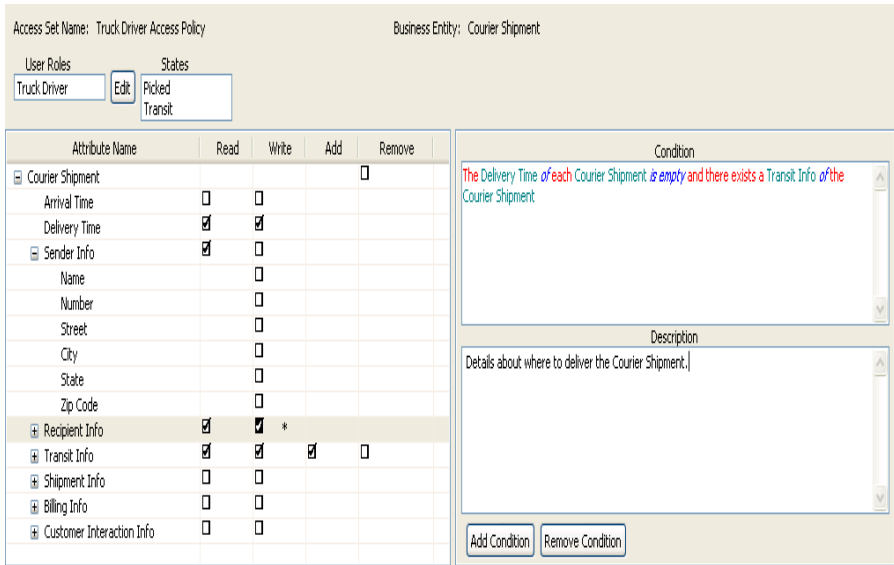 Access Set Name: Truck Driver Access Policy Business Entity: Courier Shipment
User Roles States
Truck Driver Edit Picked
Transit
Attribute Name Read Write Add Remove
Courier Shipment
Arrival Time
Delivery Time
Sender Info
Name
Number
Street
City
State
Zip Code
Recipient Info *
Transit Info
Shiipment Info
Billing Info
Customer Interaction Info
Condition
The Delivery Time of each Courier Shipment is empty and there exists a Transit Info of the
Courier Shipment
Description
Details about where to deliver the Courier Shipment.
Add Condition Remove Condition